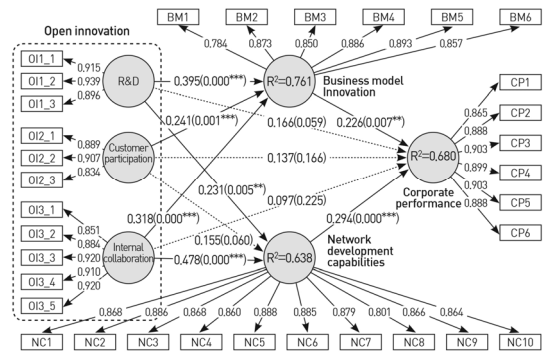 BM1 BM2 BM3 BM4 BM5 BM6
Open innovation
0.784 0.873 0.850 0.886 0.893 0.857
OI1_1
OI1_2
OI1_3
0.915
0.939
0.896
R&D
0.395(0.000***)
R²=0.761
Business model
Innovation
0.241(0.001***)
0.166(0.059)
0.226(0.007**)
OI2_1
OI2_2
OI2_3
0.889
0.907
0.834
Customer
participation
0.137(0.166)
R²=0.680
Corporate
performance
0.865
0.888
0.903
0.899
0.903
0.888
CP1
CP2
CP3
CP4
CP5
CP6
0.231(0.005**)
0.097(0.225)
0.318(0.000***)
0.294(0.000***)
0.155(0.060)
OI3_1
OI3_2
OI3_3
OI3_4
OI3_5
0.851
0.884
0.920
0.910
0.920
Internal
collaboration
0.478(0.000***)
R²=0.638
Network
development
capabilities
0.868 0.886 0.868 0.860 0.888 0.885 0.879 0.801 0.866 0.864
NC1 NC2 NC3 NC4 NC5 NC6 NC7 NC8 NC9 NC10